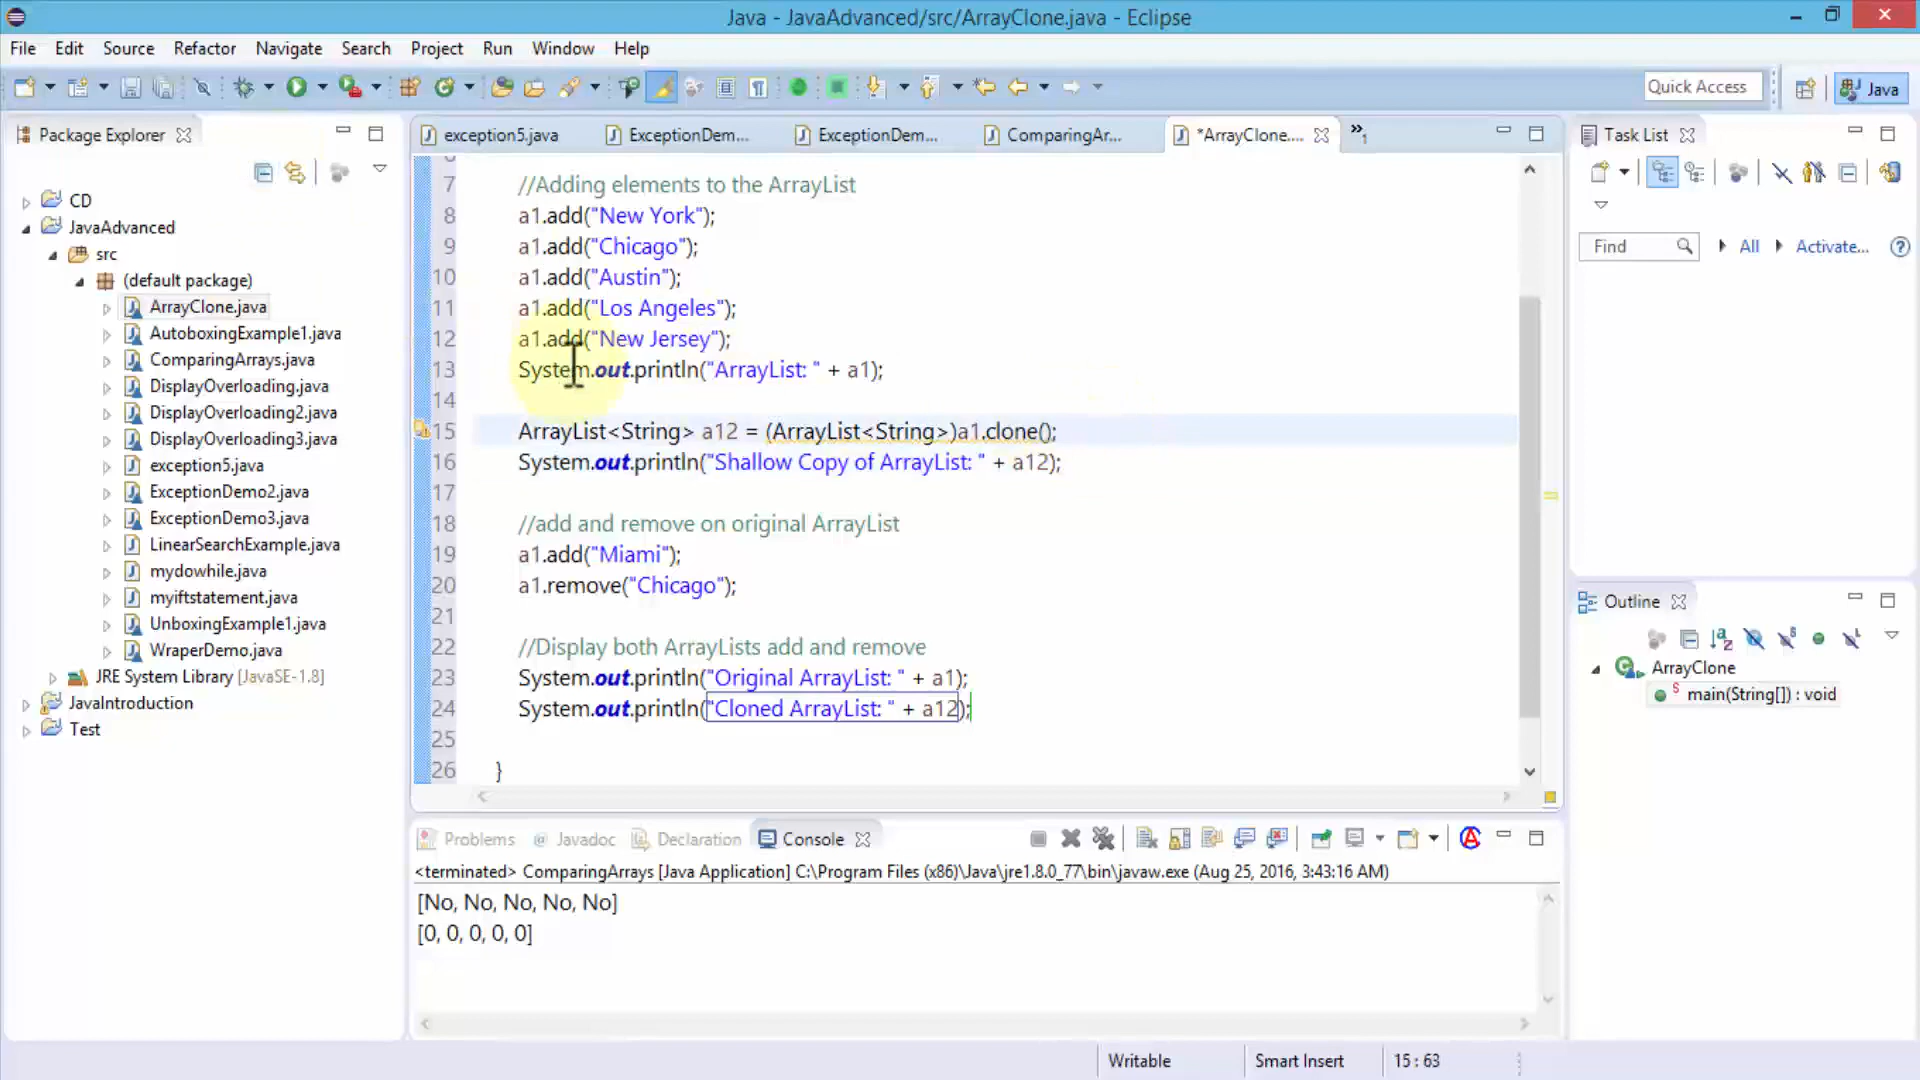 Java - JavaAdvanced/src/ArrayClone.java - Eclipse
File Edit Source Refactor Navigate Search Project Run Window Help
Quick Access
Java
Package Explorer
CD
JavaAdvanced
src
(default package)
ArrayClone.java
AutoboxingExample1.java
ComparingArrays.java
DisplayOverloading.java
DisplayOverloading2.java
DisplayOverloading3.java
exception5.java
ExceptionDemo2.java
ExceptionDemo3.java
LinearSearchExample.java
mydowhile.java
myiftstatement.java
UnboxingExample1.java
WraperDemo.java
JRE System Library [JavaSE-1.8]
JavaIntroduction
Test
exception5.java ExceptionDem... ExceptionDem... ComparingAr... *ArrayClone.... »1
7 //Adding elements to the ArrayList
8 a1.add("New York");
9 a1.add("Chicago");
10 a1.add("Austin");
11 a1.add("Los Angeles");
12 a1.add("New Jersey");
13 System.out.println("ArrayList: " + a1);
14
15 ArrayList<String> a12 = (ArrayList<String>)a1.clone();
16 System.out.println("Shallow Copy of ArrayList: " + a12);
17
18 //add and remove on original ArrayList
19 a1.add("Miami");
20 a1.remove("Chicago");
21
22 //Display both ArrayLists add and remove
23 System.out.println("Original ArrayList: " + a1);
24 System.out.println("Cloned ArrayList: " + a12);
25
26 }
Problems Javadoc Declaration Console
<terminated> ComparingArrays [Java Application] C:\Program Files (x86)\Java\jre1.8.0_77\bin\javaw.exe (Aug 25, 2016, 3:43:16 AM)
[No, No, No, No, No]
[0, 0, 0, 0, 0]
Task List
Find All Activate...
Outline
ArrayClone
main(String[]) : void
Writable Smart Insert 15 : 63